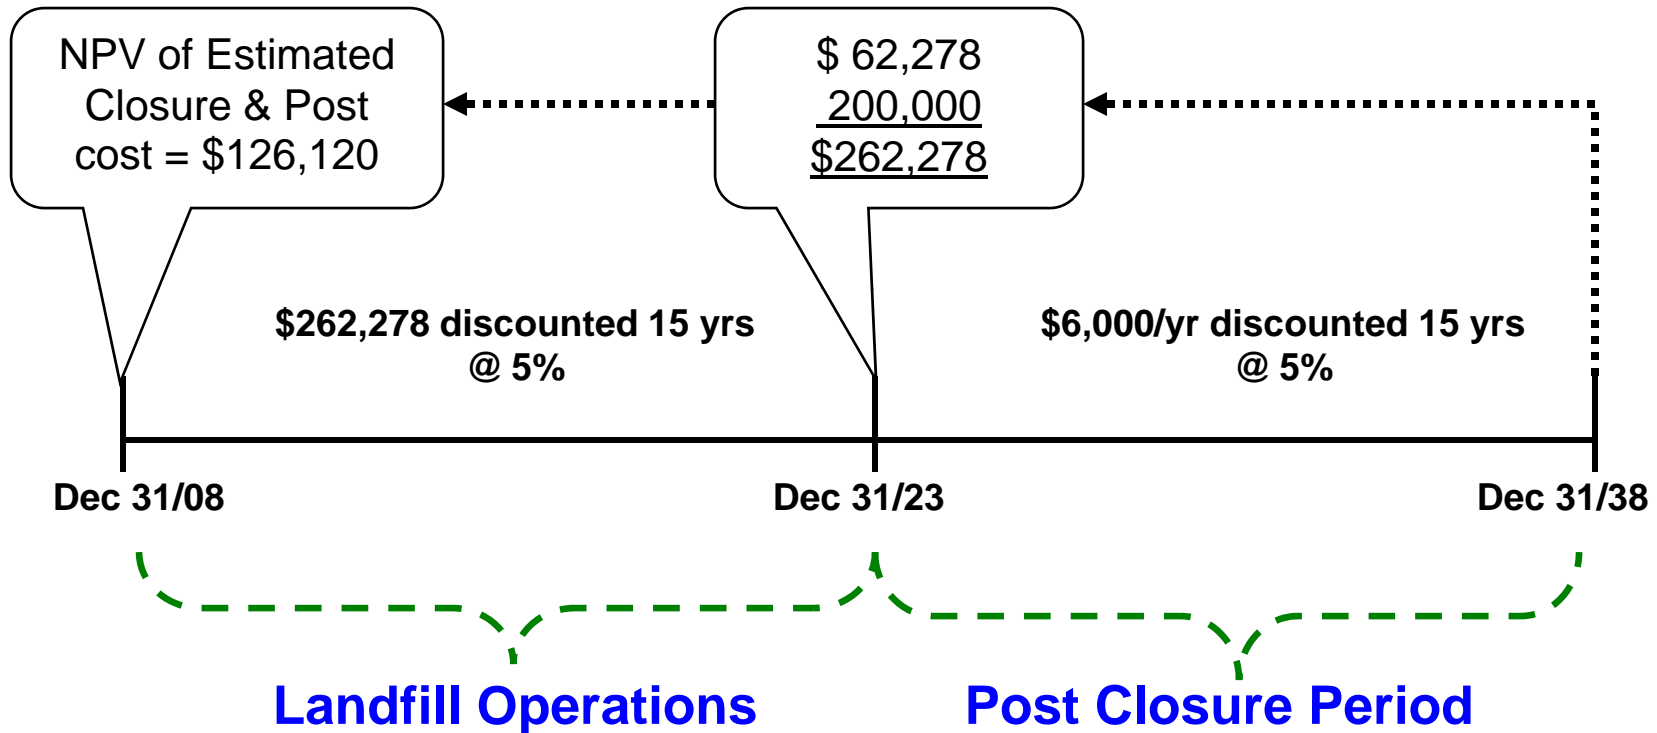 NPV of Estimated
Closure & Post
cost = $126,120
$ 62,278
200,000
$262,278
$262,278 discounted 15 yrs
@ 5%
$6,000/yr discounted 15 yrs
@ 5%
Dec 31/08
Dec 31/23
Dec 31/38
Landfill Operations
Post Closure Period